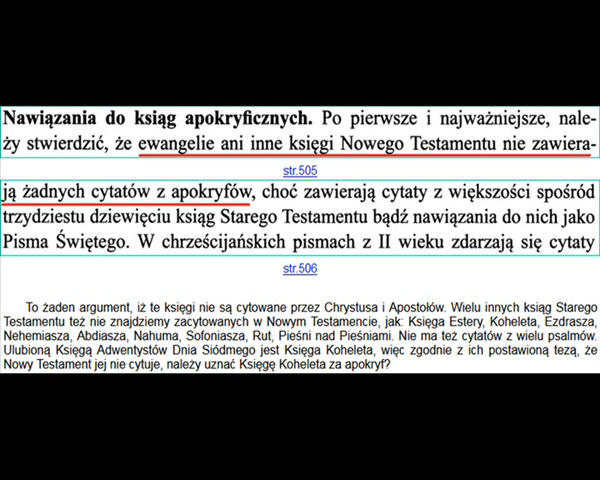 Nawiązania do ksiąg apokryficznych. Po pierwsze i najważniejsze, nale-
ży stwierdzić, że ewangelie ani inne księgi Nowego Testamentu nie zawiera-
str.505
ją żadnych cytatów z apokryfów, choć zawierają cytaty z większości spośród
trzydziestu dziewięciu ksiąg Starego Testamentu bądź nawiązania do nich jako
Pisma Świętego. W chrześcijańskich pismach z II wieku zdarzają się cytaty
str.506
To żaden argument, iż te księgi nie są cytowane przez Chrystusa i Apostołów. Wielu innych ksiąg Starego
Testamentu też nie znajdziemy zacytowanych w Nowym Testamencie, jak: Księga Estery, Koheleta, Ezdrasza,
Nehemiasza, Abdiasza, Nahuma, Sofoniasza, Rut, Pieśni nad Pieśniami. Nie ma też cytatów z wielu psalmów.
Ulubioną Księgą Adwentystów Dnia Siódmego jest Księga Koheleta, więc zgodnie z ich postawioną tezą, że
Nowy Testament jej nie cytuje, należy uznać Księgę Koheleta za apokryf?